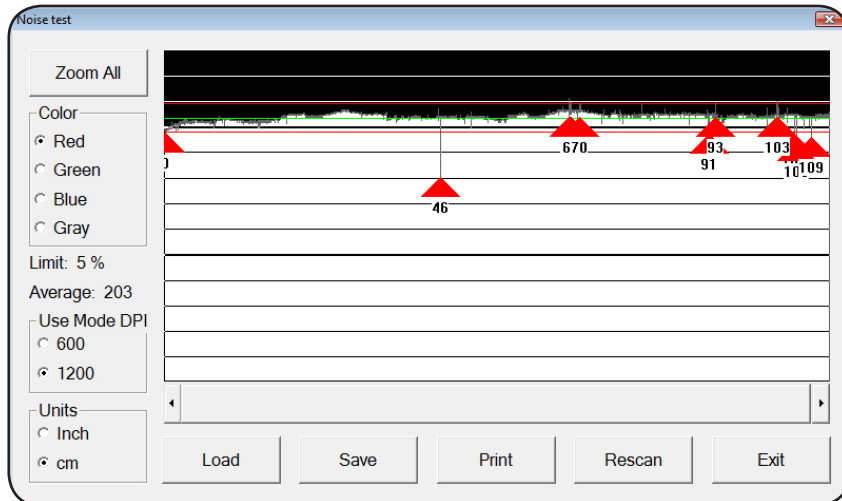 Noise test
Zoom All
Color
Red
Green
Blue
Gray
Limit: 5 %
Average: 203
Use Mode DPI
600
1200
Units
Inch
cm
46
670
93
91
103
109
Load
Save
Print
Rescan
Exit